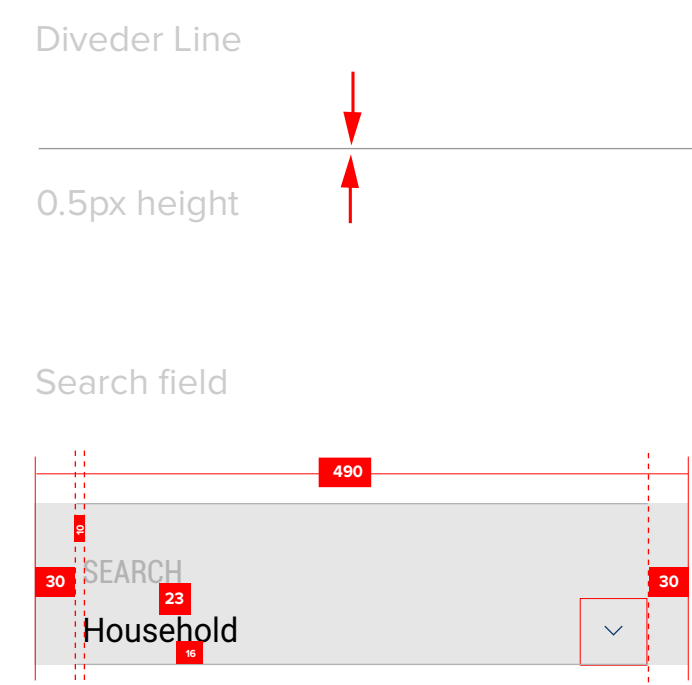 Diveder Line
0.5px height
Search field
490
10
SEARCH
30
30
23
Household
16